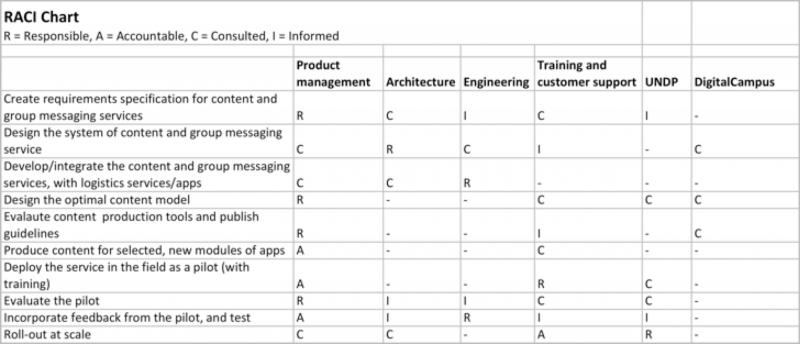 RACI Chart
R = Responsible, A = Accountable, C = Consulted, I = Informed
Product management Architecture Engineering Training and customer support UNDP DigitalCampus
Create requirements specification for content and
group messaging services R C I C I -
Design the system of content and group messaging
service C R C I - C
Develop/integrate the content and group messaging
services, with logistics services/apps C C R - - -
Design the optimal content model R - - C C C
Evalaute content production tools and publish
guidelines R - - I - C
Produce content for selected, new modules of apps A - - C - -
Deploy the service in the field as a pilot (with
training) A - - R C -
Evaluate the pilot R I I C C -
Incorporate feedback from the pilot, and test A I R I I -
Roll-out at scale C C - A R -